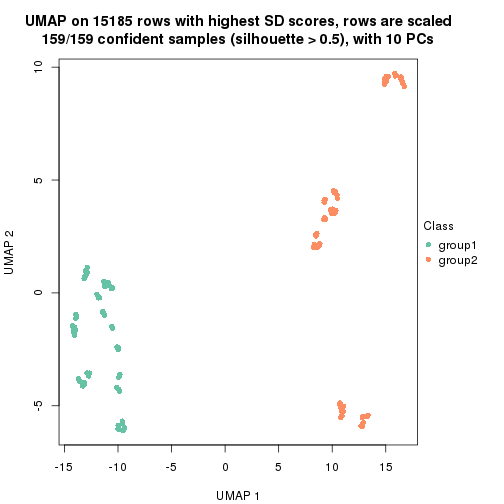 UMAP on 15185 rows with highest SD scores, rows are scaled
159/159 confident samples (silhouette > 0.5), with 10 PCs
10
5
0
-5
UMAP 2
Class
group1
group2
-15
-10
-5
0
5
10
15
UMAP 1